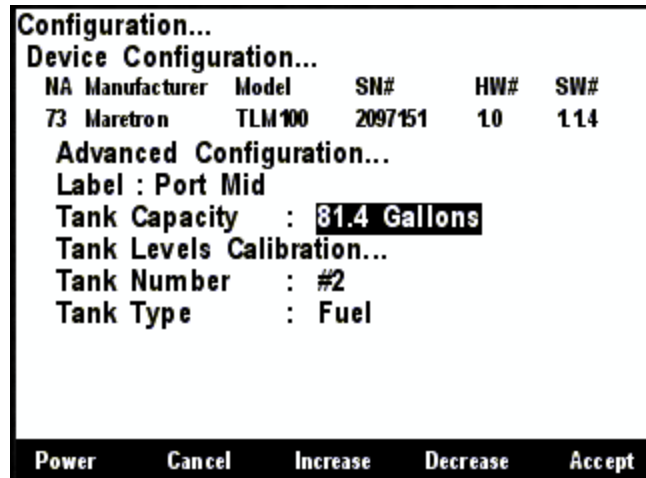 Configuration...
Device Configuration...
NA Manufacturer Model SN# HW# SW#
73 Maretron TLM100 2097151 1.0 1.1.4
Advanced Configuration...
Label : Port Mid
Tank Capacity : 81.4 Gallons
Tank Levels Calibration...
Tank Number : #2
Tank Type : Fuel
Power Cancel Increase Decrease Accept